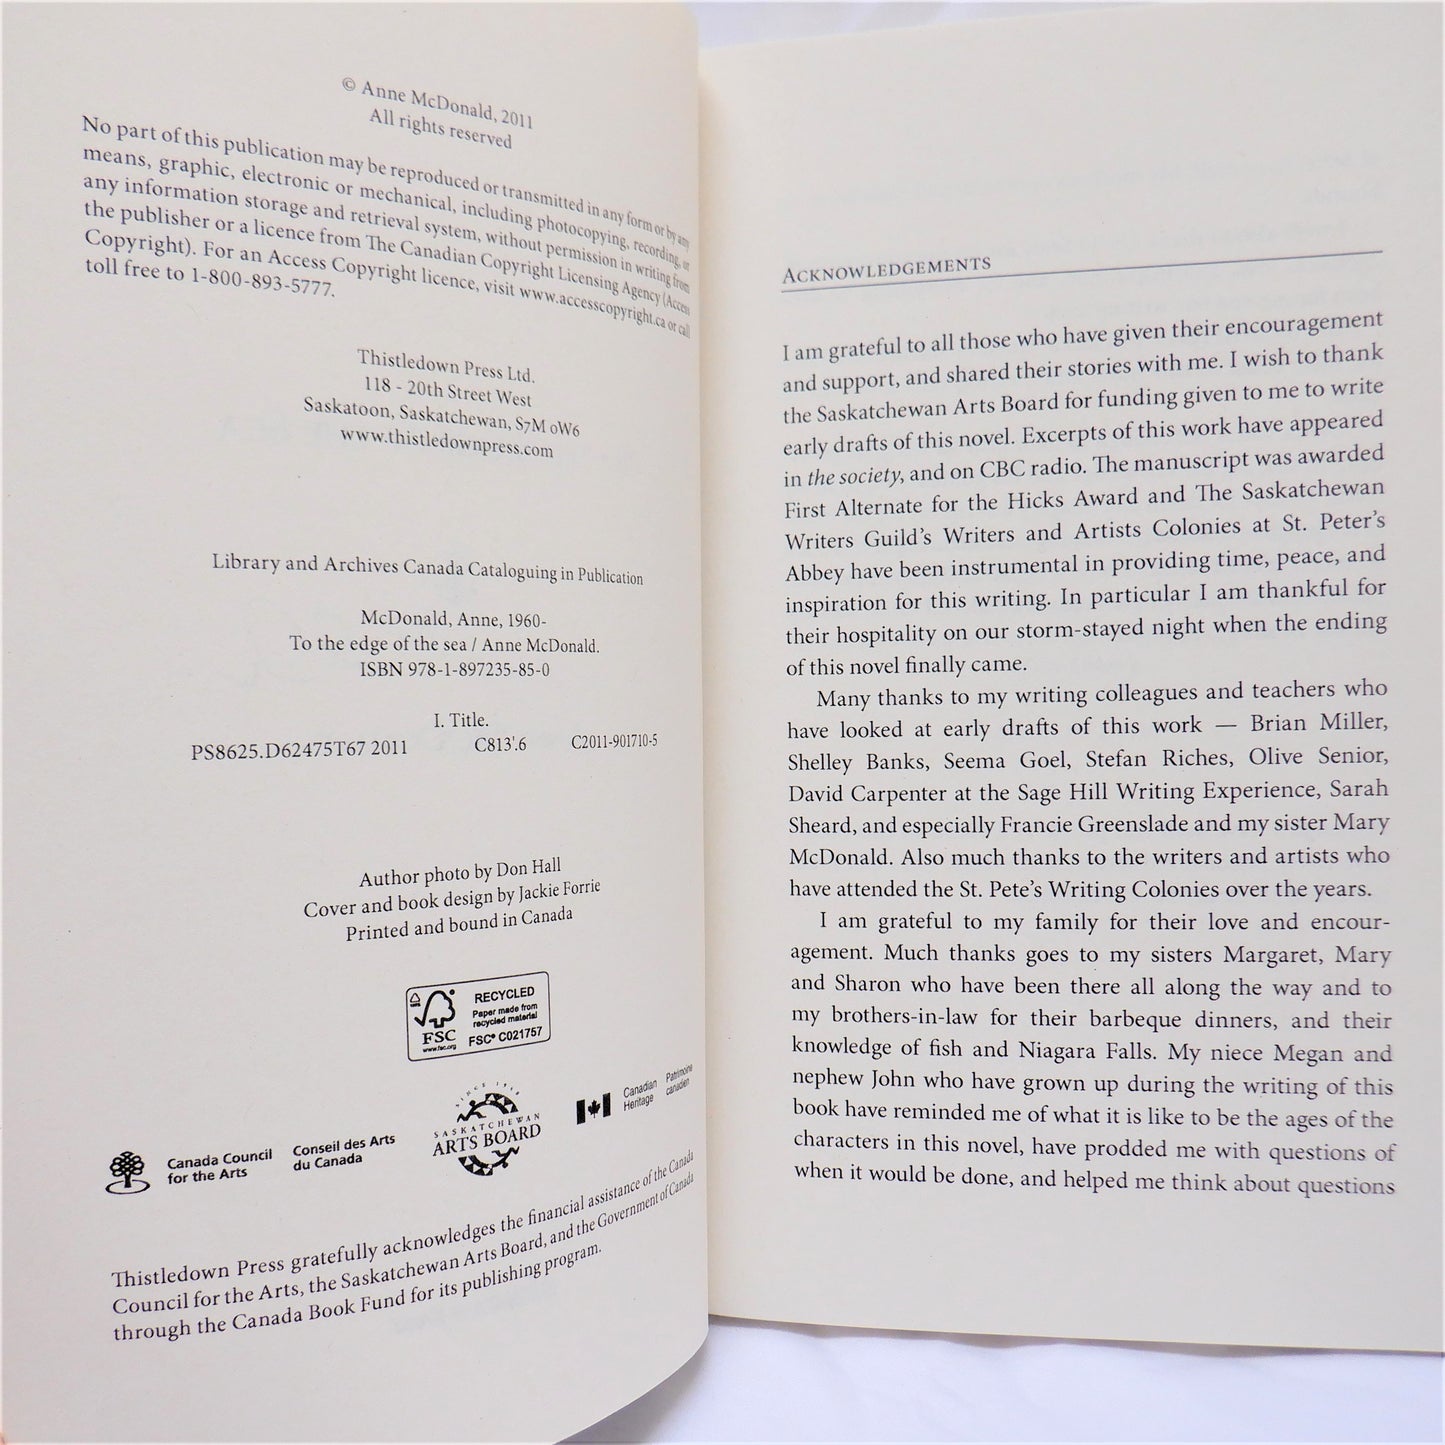 © Anne McDonald, 2011
All rights reserved
No part of this publication may be reproduced or transmitted in any form or by any
means, graphic, electronic or mechanical, including photocopying, recording, or
any information storage and retrieval system, without permission in writing from
the publisher or a licence from The Canadian Copyright Licensing Agency (Access
Copyright). For an Access Copyright licence, visit www.accesscopyright.ca or call
toll free to 1-800-893-5777.
Thistledown Press Ltd.
118 - 20th Street West
Saskatoon, Saskatchewan, S7M 0W6
www.thistledownpress.com
Library and Archives Canada Cataloguing in Publication
McDonald, Anne, 1960-
To the edge of the sea / Anne McDonald.
ISBN 978-1-897235-85-0
I. Title.
PS8625.D62475T67 2011 C813'.6 C2011-901710-5
Author photo by Don Hall
Cover and book design by Jackie Forrie
Printed and bound in Canada
RECYCLED
Paper made from
recycled material
FSC
www.fsc.org
FSC® C021757
Canada Council
for the Arts
Conseil des Arts
du Canada
SINCE 1948
SASKATCHEWAN
ARTS BOARD
Canadian
Heritage
Patrimoine
canadien
Thistledown Press gratefully acknowledges the financial assistance of the Canada
Council for the Arts, the Saskatchewan Arts Board, and the Government of Canada
through the Canada Book Fund for its publishing program.
ACKNOWLEDGEMENTS
I am grateful to all those who have given their encouragement
and support, and shared their stories with me. I wish to thank
the Saskatchewan Arts Board for funding given to me to write
early drafts of this novel. Excerpts of this work have appeared
in the society, and on CBC radio. The manuscript was awarded
First Alternate for the Hicks Award and The Saskatchewan
Writers Guild's Writers and Artists Colonies at St. Peter's
Abbey have been instrumental in providing time, peace, and
inspiration for this writing. In particular I am thankful for
their hospitality on our storm-stayed night when the ending
of this novel finally came.
Many thanks to my writing colleagues and teachers who
have looked at early drafts of this work — Brian Miller,
Shelley Banks, Seema Goel, Stefan Riches, Olive Senior,
David Carpenter at the Sage Hill Writing Experience, Sarah
Sheard, and especially Francie Greenslade and my sister Mary
McDonald. Also much thanks to the writers and artists who
have attended the St. Pete's Writing Colonies over the years.
I am grateful to my family for their love and encour-
agement. Much thanks goes to my sisters Margaret, Mary
and Sharon who have been there all along the way and to
my brothers-in-law for their barbeque dinners, and their
knowledge of fish and Niagara Falls. My niece Megan and
nephew John who have grown up during the writing of this
book have reminded me of what it is like to be the ages of the
characters in this novel, have prodded me with questions of
when it would be done, and helped me think about questions